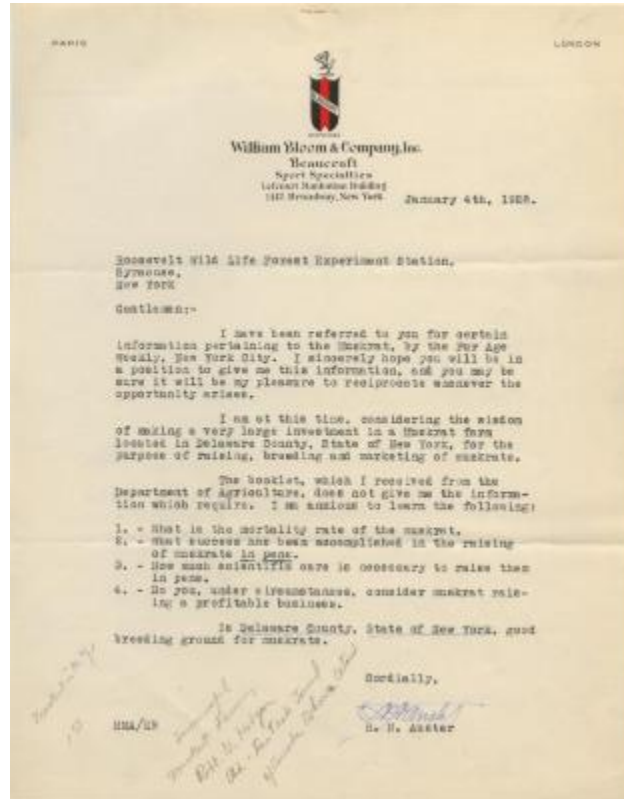 PARIS
LONDON
William Bloom & Company, Inc.
Beaucraft
Sport Specialties
Lefcourt Manhattan Building
1412 Broadway, New York
January 4th, 1928.
Roosevelt Wild Life Forest Experiment Station,
Syracuse,
New York
Gentlemen:-
I have been referred to you for certain
information pertaining to the Muskrat, by the Fur Age
Weekly, New York City. I sincerely hope you will be in
a position to give me this information, and you may be
sure it will be my pleasure to reciprocate whenever the
opportunity arises.
I am at this time, considering the wisdom
of making a very large investment in a Muskrat farm
located in Delaware County, State of New York, for the
purpose of raising, breeding and marketing of muskrats.
The booklet, which I received from the
Department of Agriculture, does not give me the informa-
tion which require. I am anxious to learn the following:
1. - What is the mortality rate of the muskrat.
2. - What success has been accomplished in the raising
of muskrats in pens.
3. - How much scientific care is necessary to raise them
in pens.
4. - Do you, under circumstances, consider muskrat rais-
ing a profitable business.
Is Delaware County, State of New York, good
breeding ground for muskrats.
Cordially,